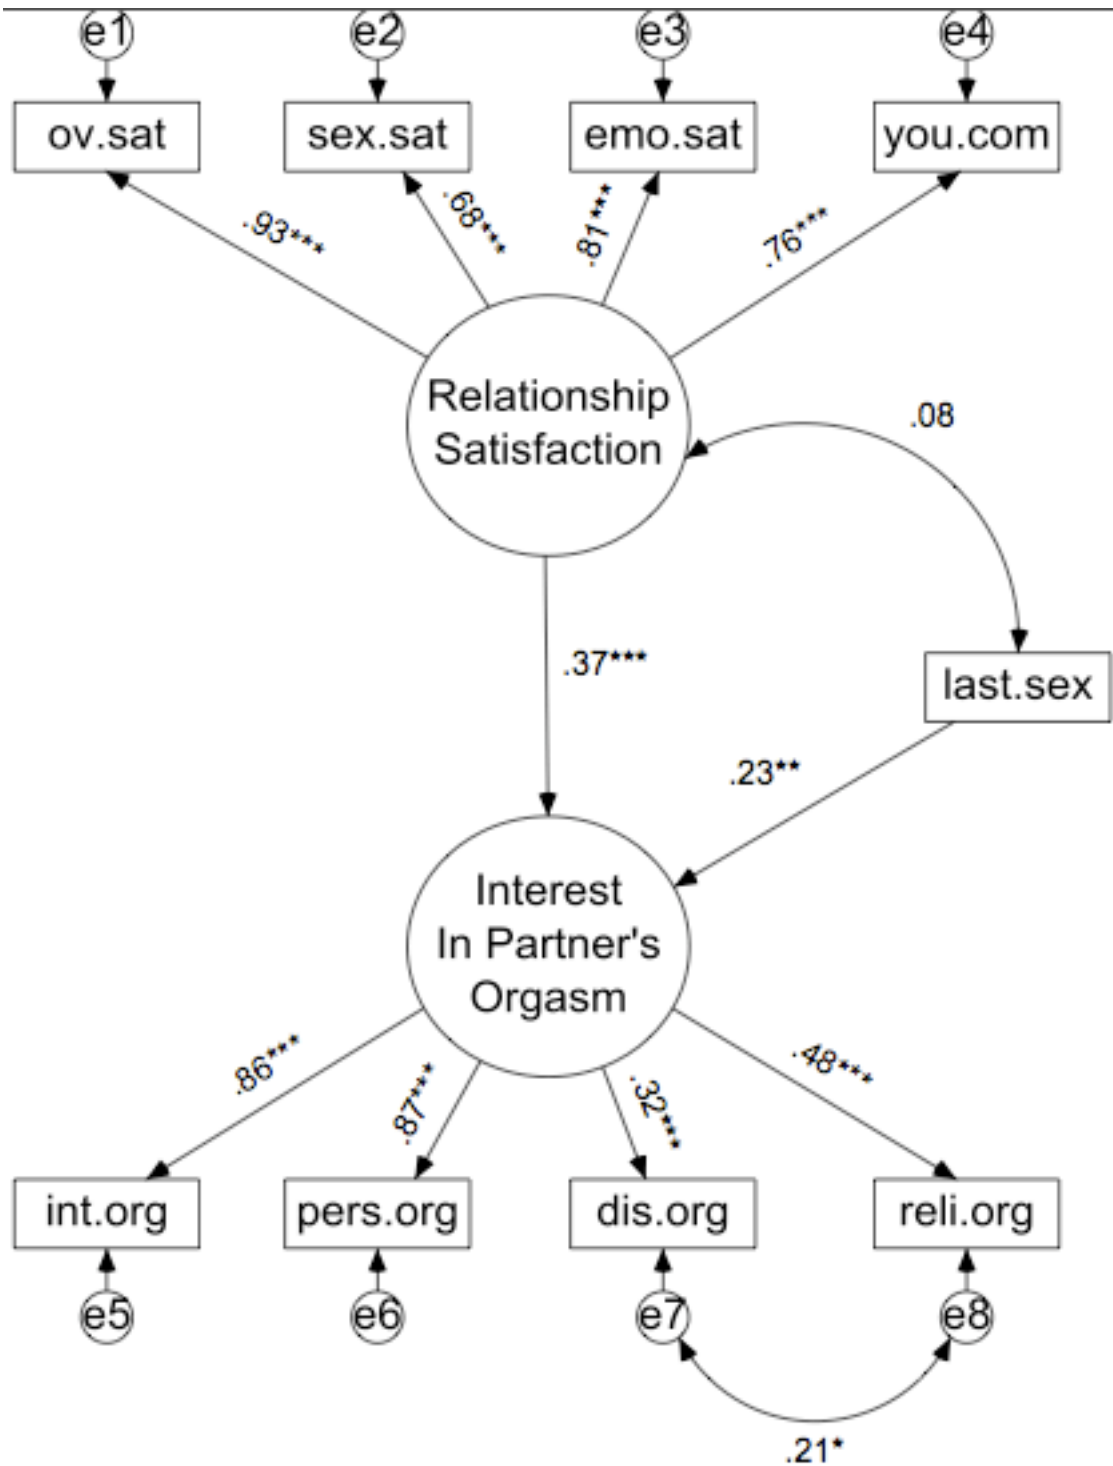 e1
e2
e3
e4
ov.sat
sex.sat
emo.sat
you.com
.93***
.68***
.81***
.76***
Relationship
Satisfaction
.08
.37***
last.sex
.23**
Interest
In Partner's
Orgasm
.86***
.87***
.32***
.48***
int.org
pers.org
dis.org
reli.org
e5
e6
e7
e8
.21*